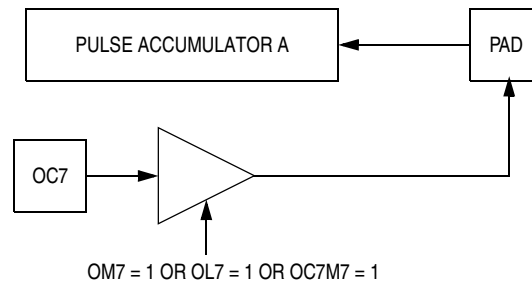 PULSE ACCUMULATOR A
PAD
OC7
OM7 = 1 OR OL7 = 1 OR OC7M7 = 1